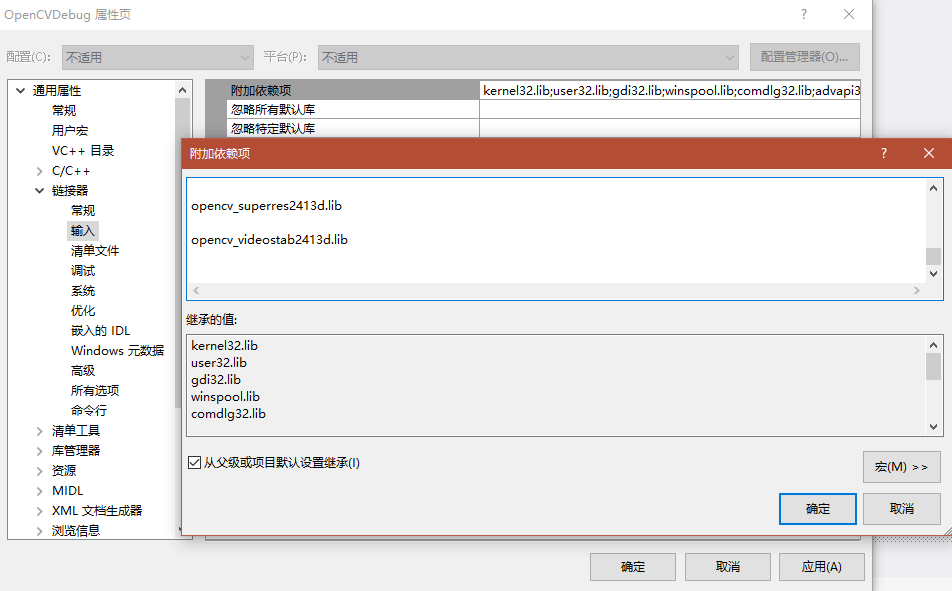 OpenCVDebug 属性页
配置(C): 不适用 平台(P): 不适用 配置管理器(O)...
通用属性
常规
用户宏
VC++ 目录
C/C++
链接器
常规
输入
清单文件
调试
系统
优化
嵌入的 IDL
Windows 元数据
高级
所有选项
命令行
清单工具
库管理器
资源
MIDL
XML 文档生成器
浏览信息
附加依赖项 kernel32.lib;user32.lib;gdi32.lib;winspool.lib;comdlg32.lib;advapi3
忽略所有默认库
忽略特定默认库
附加依赖项
opencv_superres2413d.lib
opencv_videostab2413d.lib
继承的值:
kernel32.lib
user32.lib
gdi32.lib
winspool.lib
comdlg32.lib
从父级或项目默认设置继承(I)
宏(M) >>
确定 取消
确定 取消 应用(A)